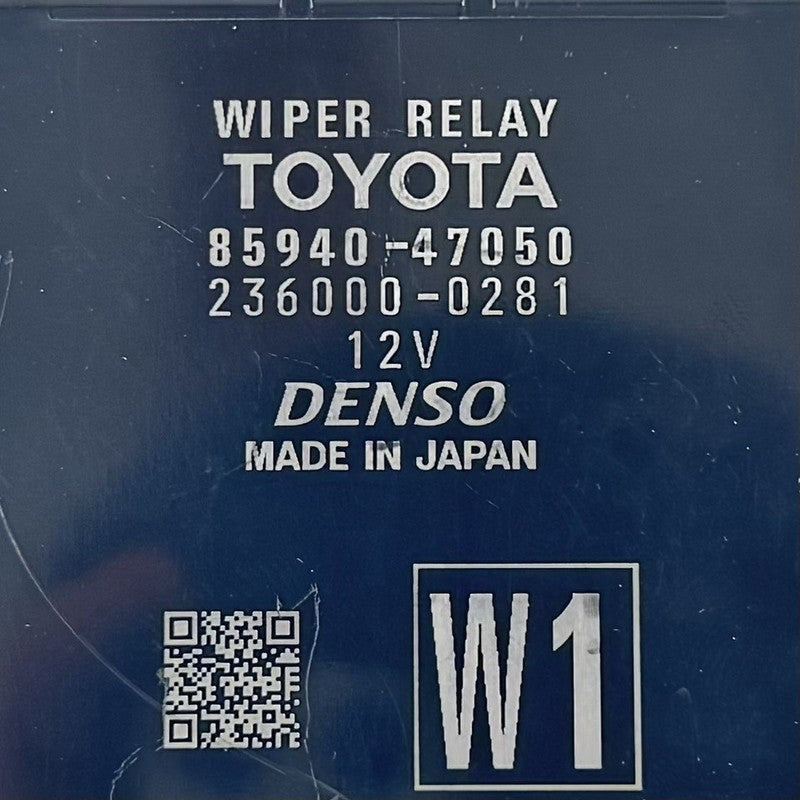 WIPER RELAY
TOYOTA
85940-47050
236000-0281
12V
DENSO
MADE IN JAPAN
W1